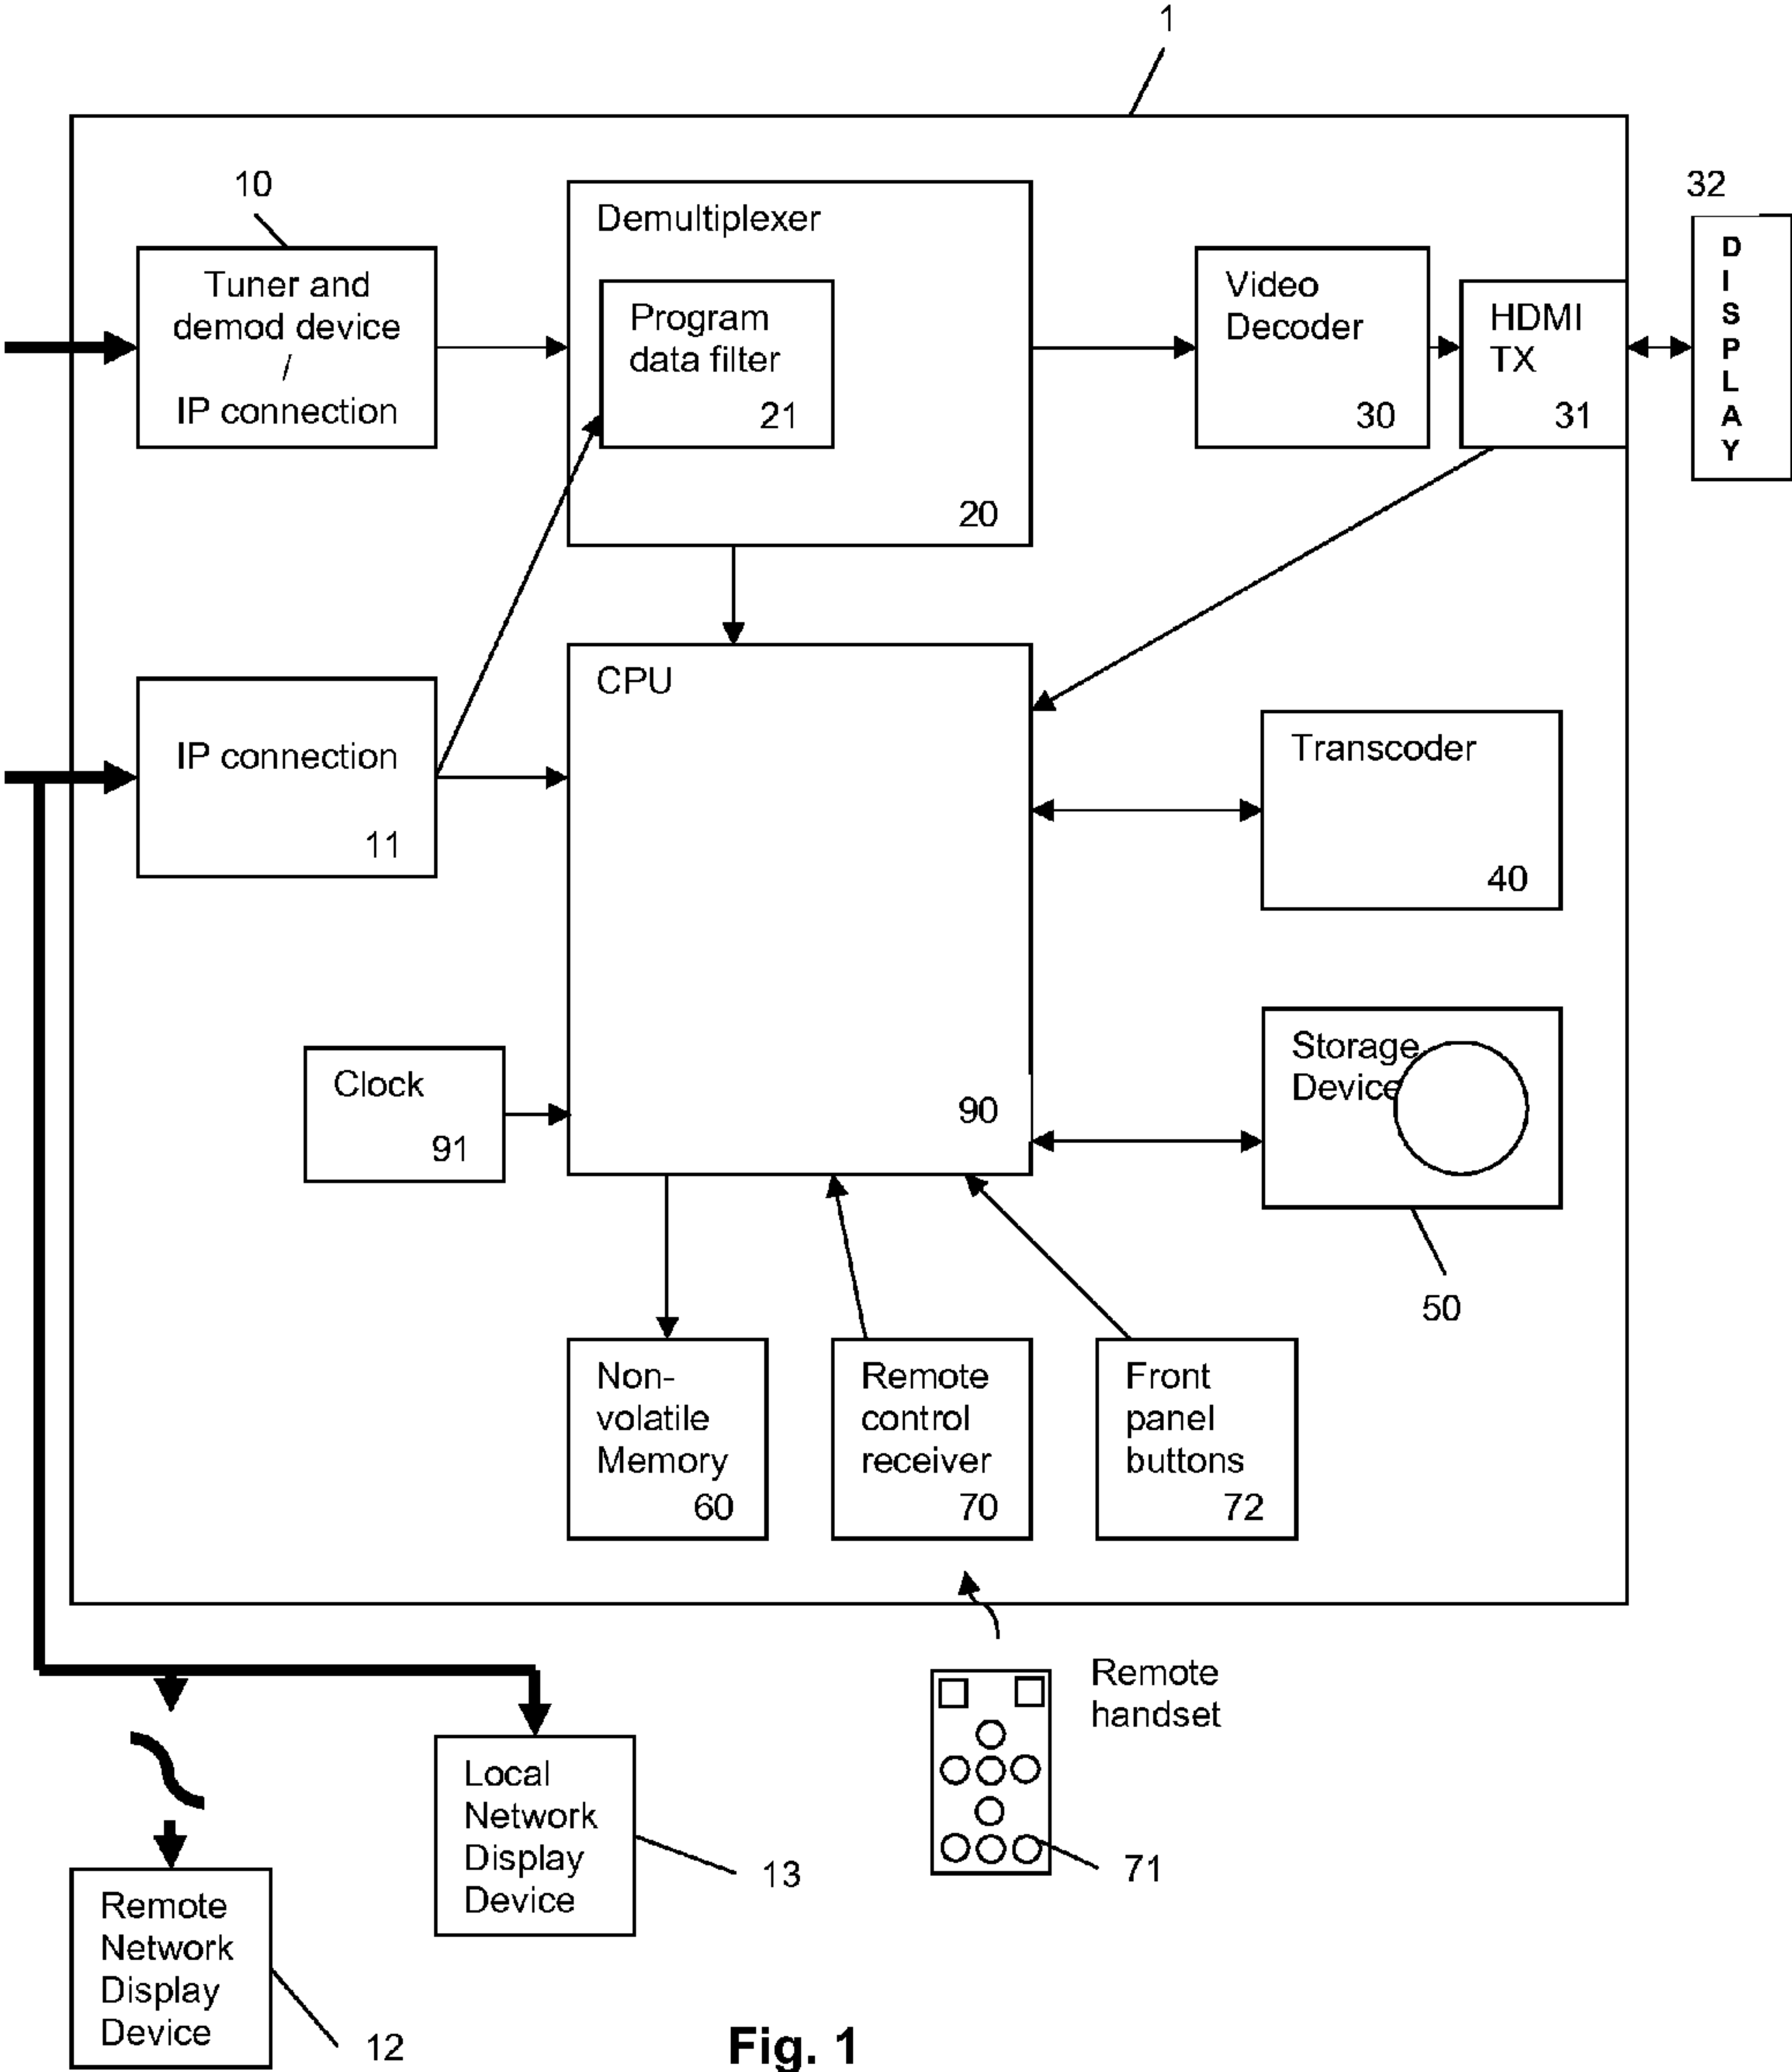 1
10
32
Tuner and
demod device
/
IP connection
Demultiplexer
Program
data filter
21
20
Video
Decoder
30
HDMI
TX
31
DISPLAY
IP connection
11
CPU
90
Transcoder
40
Clock
91
Storage
Device
50
Non-
volatile
Memory
60
Remote
control
receiver
70
Front
panel
buttons
72
Remote
handset
71
Local
Network
Display
Device
13
Remote
Network
Display
Device
12
Fig. 1